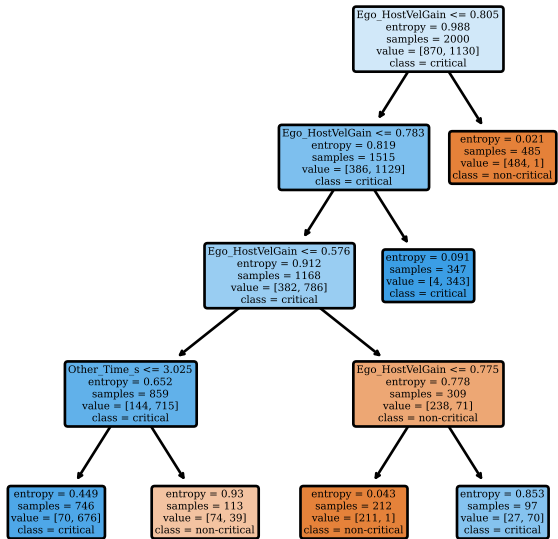 Ego_HostVelGain <= 0.805
entropy = 0.988
samples = 2000
value = [870, 1130]
class = critical
Ego_HostVelGain <= 0.783
entropy = 0.819
samples = 1515
value = [386, 1129]
class = critical
entropy = 0.021
samples = 485
value = [484, 1]
class = non-critical
Ego_HostVelGain <= 0.576
entropy = 0.912
samples = 1168
value = [382, 786]
class = critical
entropy = 0.091
samples = 347
value = [4, 343]
class = critical
Other_Time_s <= 3.025
entropy = 0.652
samples = 859
value = [144, 715]
class = critical
Ego_HostVelGain <= 0.775
entropy = 0.778
samples = 309
value = [238, 71]
class = non-critical
entropy = 0.449
samples = 746
value = [70, 676]
class = critical
entropy = 0.93
samples = 113
value = [74, 39]
class = non-critical
entropy = 0.043
samples = 212
value = [211, 1]
class = non-critical
entropy = 0.853
samples = 97
value = [27, 70]
class = critical